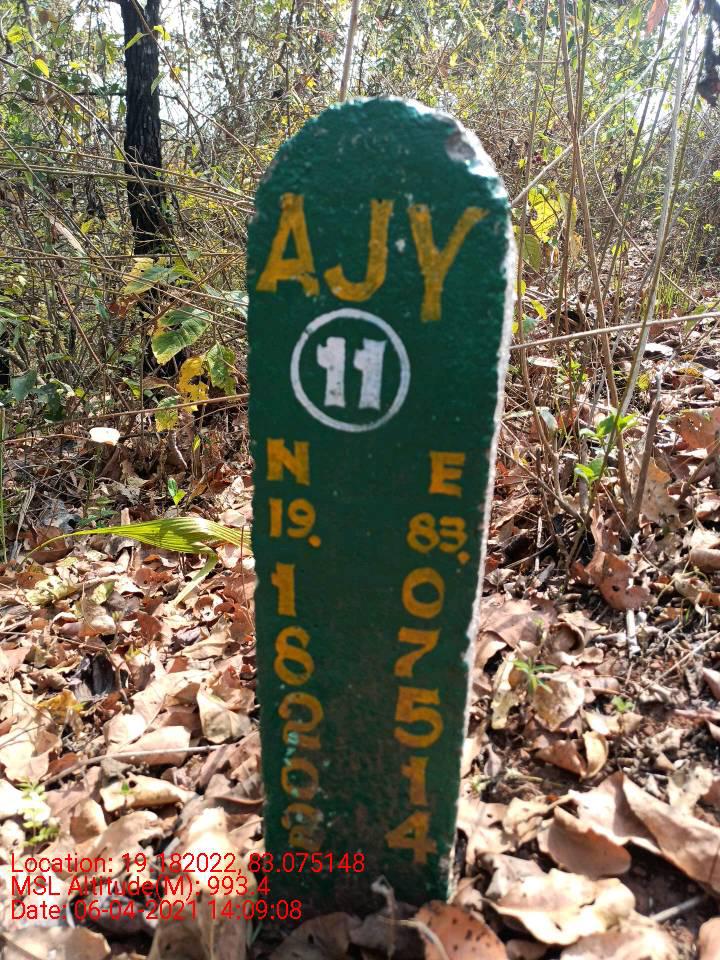 AJY
11
N E
19. 83.
1 0
8 7
2 5
0 1
2 4
Location: 19.182022, 83.075148
MSL Altitude(M): 993.4
Date: 06-04-2021 14:09:08